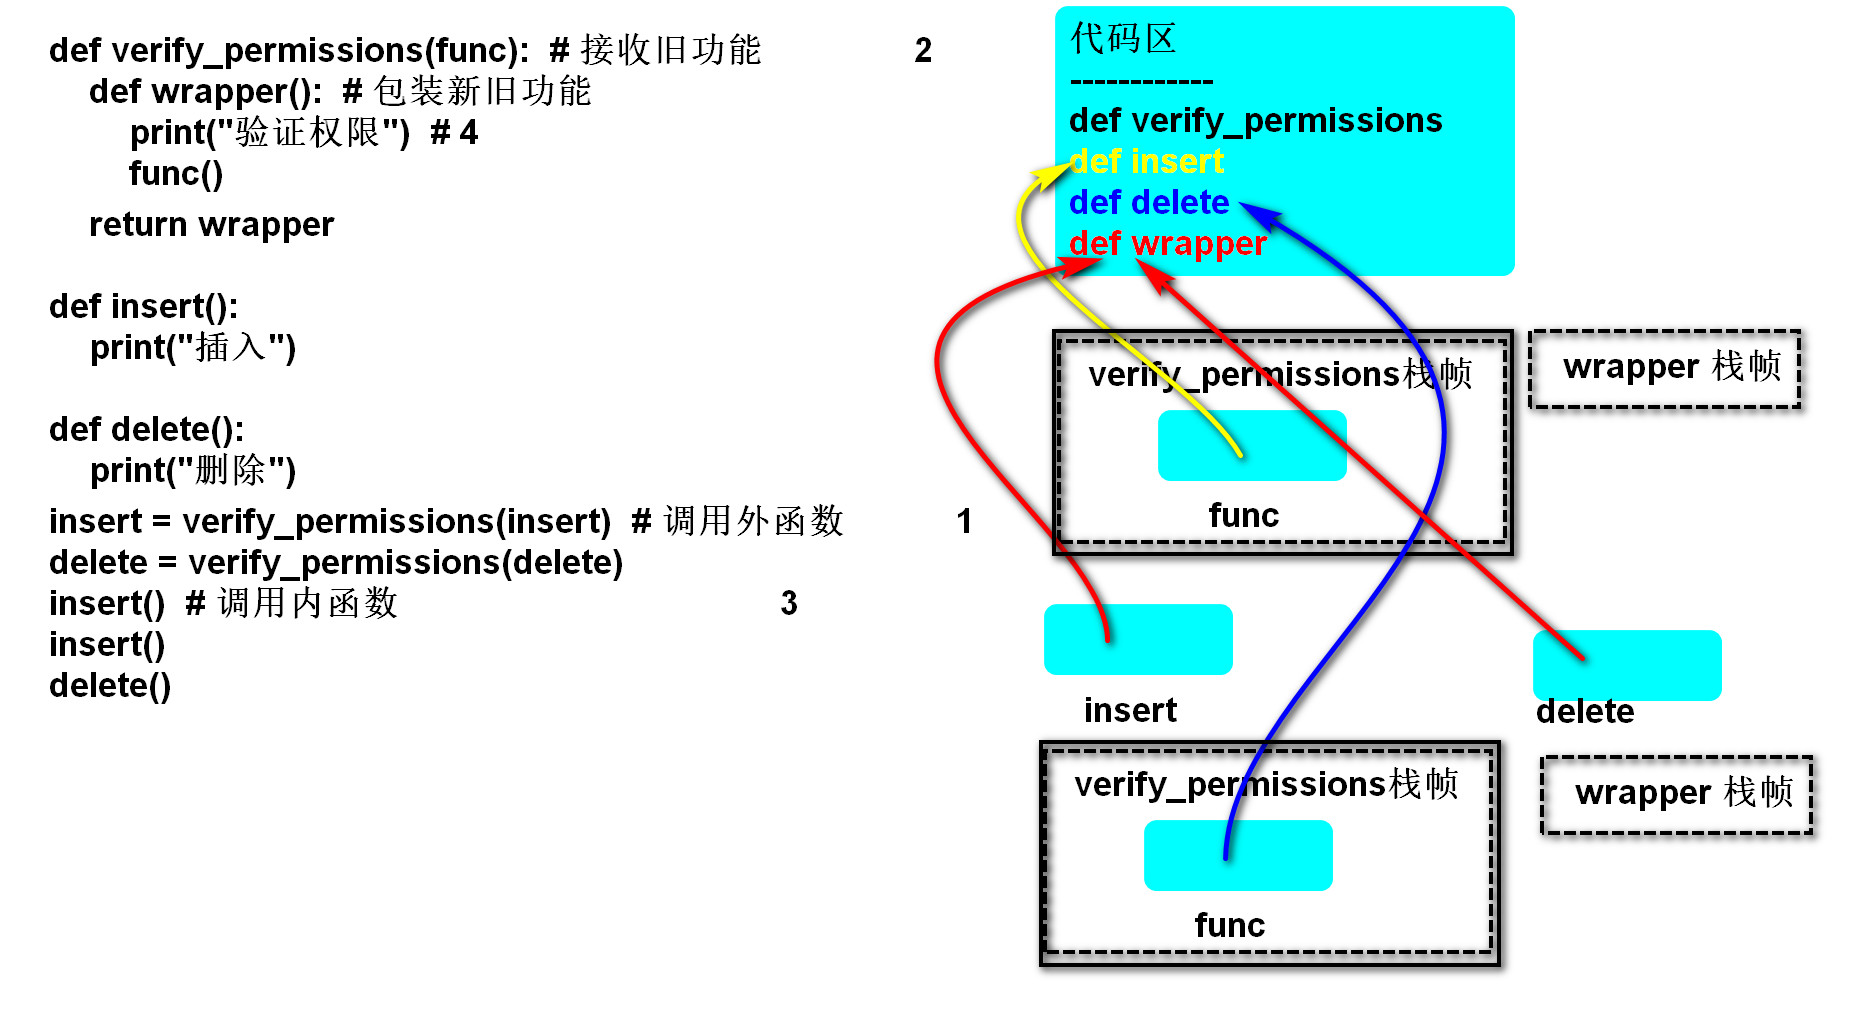 def verify_permissions(func):  # 接收旧功能 2
def wrapper():  # 包装新旧功能
print("验证权限")  # 4
func()
return wrapper
def insert():
print("插入")
def delete():
print("删除")
insert = verify_permissions(insert)  # 调用外函数 1
delete = verify_permissions(delete)
insert()  # 调用内函数 3
insert()
delete()
代码区
------------
def verify_permissions
def insert
def delete
def wrapper
verify_permissions栈帧
func
wrapper 栈帧
insert
delete
verify_permissions栈帧
func
wrapper 栈帧